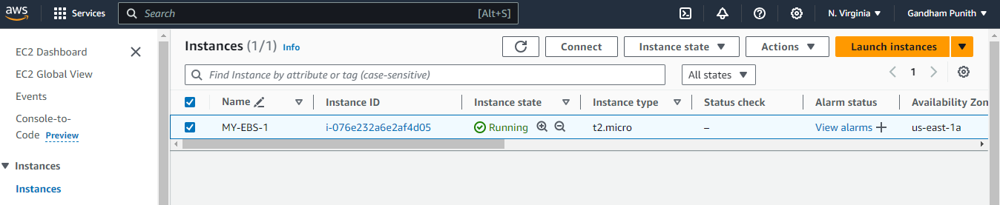 aws Services Search [Alt+S] N. Virginia Gandham Punith
EC2 Dashboard
EC2 Global View
Events
Console-to-
Code Preview
Instances
Instances
Instances (1/1) Info Connect Instance state Actions Launch instances
Find Instance by attribute or tag (case-sensitive) All states 1
Name Instance ID Instance state Instance type Status check Alarm status Availability Zon
MY-EBS-1 i-076e232a6e2af4d05 Running t2.micro – View alarms us-east-1a